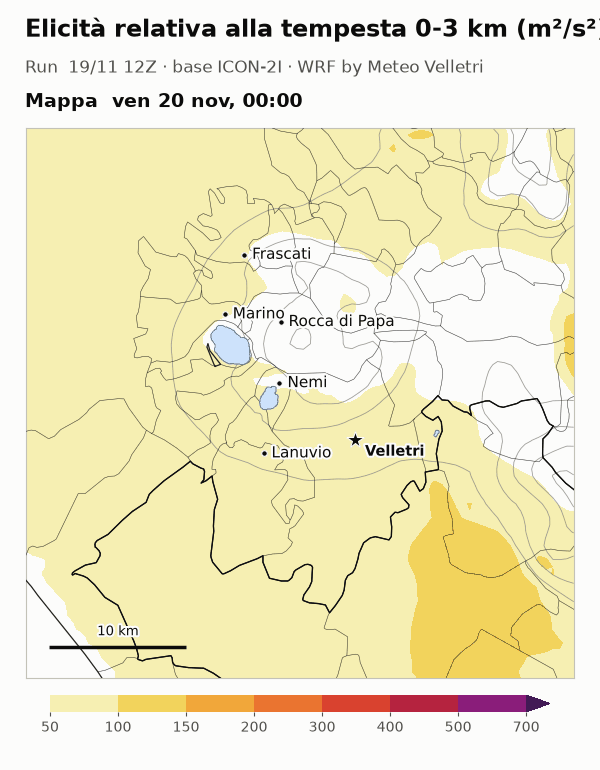 Elicità relativa alla tempesta 0-3 km (m²/s²)
Run  19/11 12Z · base ICON-2I · WRF by Meteo Velletri
Mappa  ven 20 nov, 00:00
Frascati
Marino
Rocca di Papa
Nemi
Velletri
Lanuvio
10 km
50 100 150 200 300 400 500 700